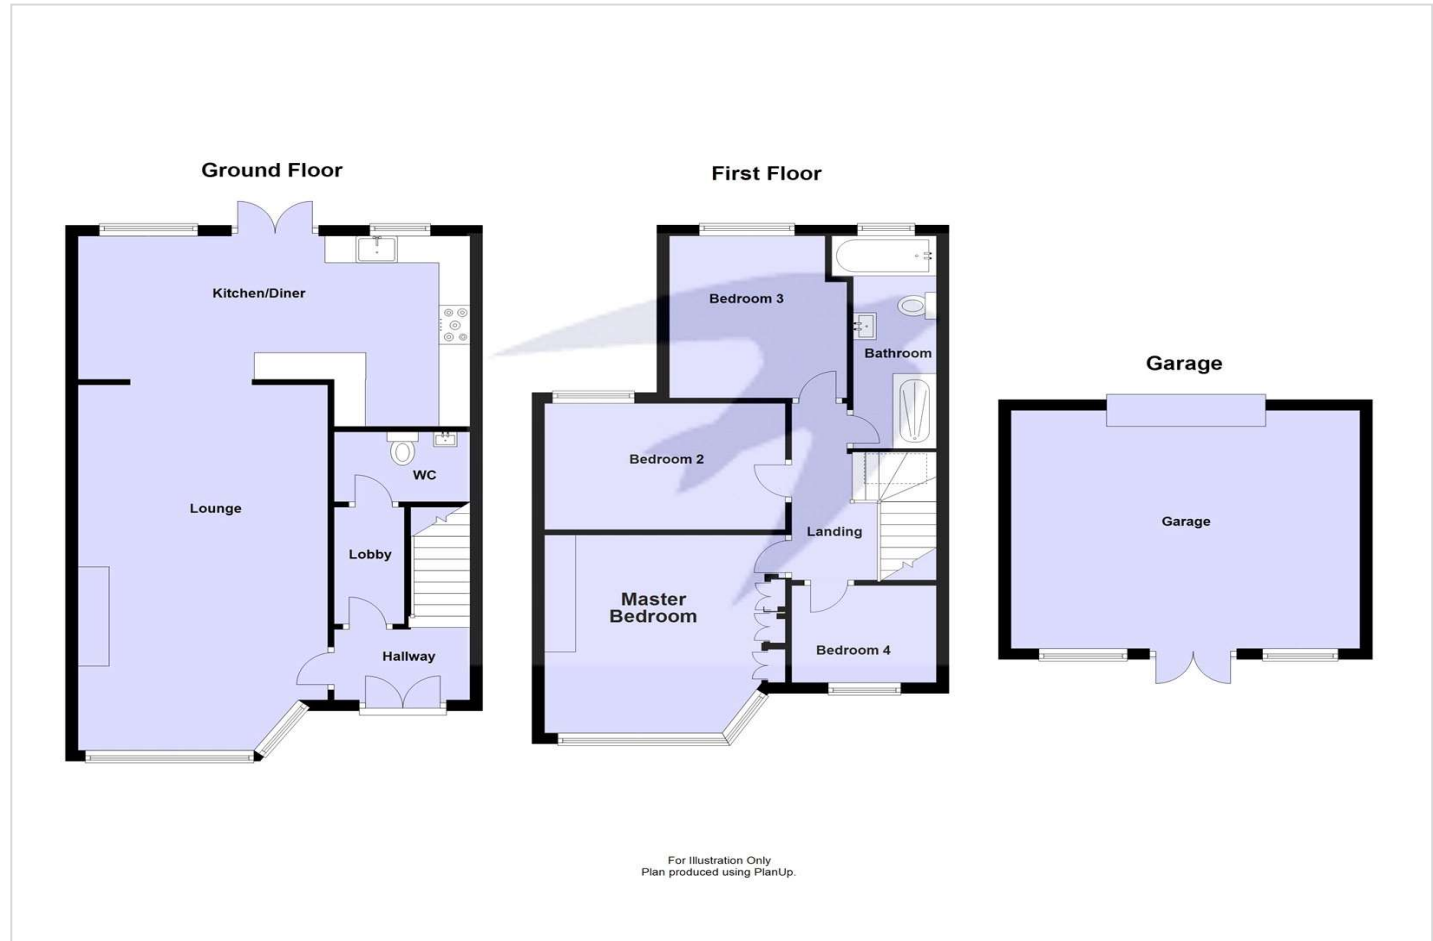 Ground Floor
Kitchen/Diner
WC
Lounge
Lobby
Hallway
First Floor
Bedroom 3
Bathroom
Bedroom 2
Landing
Master
Bedroom
Bedroom 4
Garage
Garage
For Illustration Only
Plan produced using PlanUp.